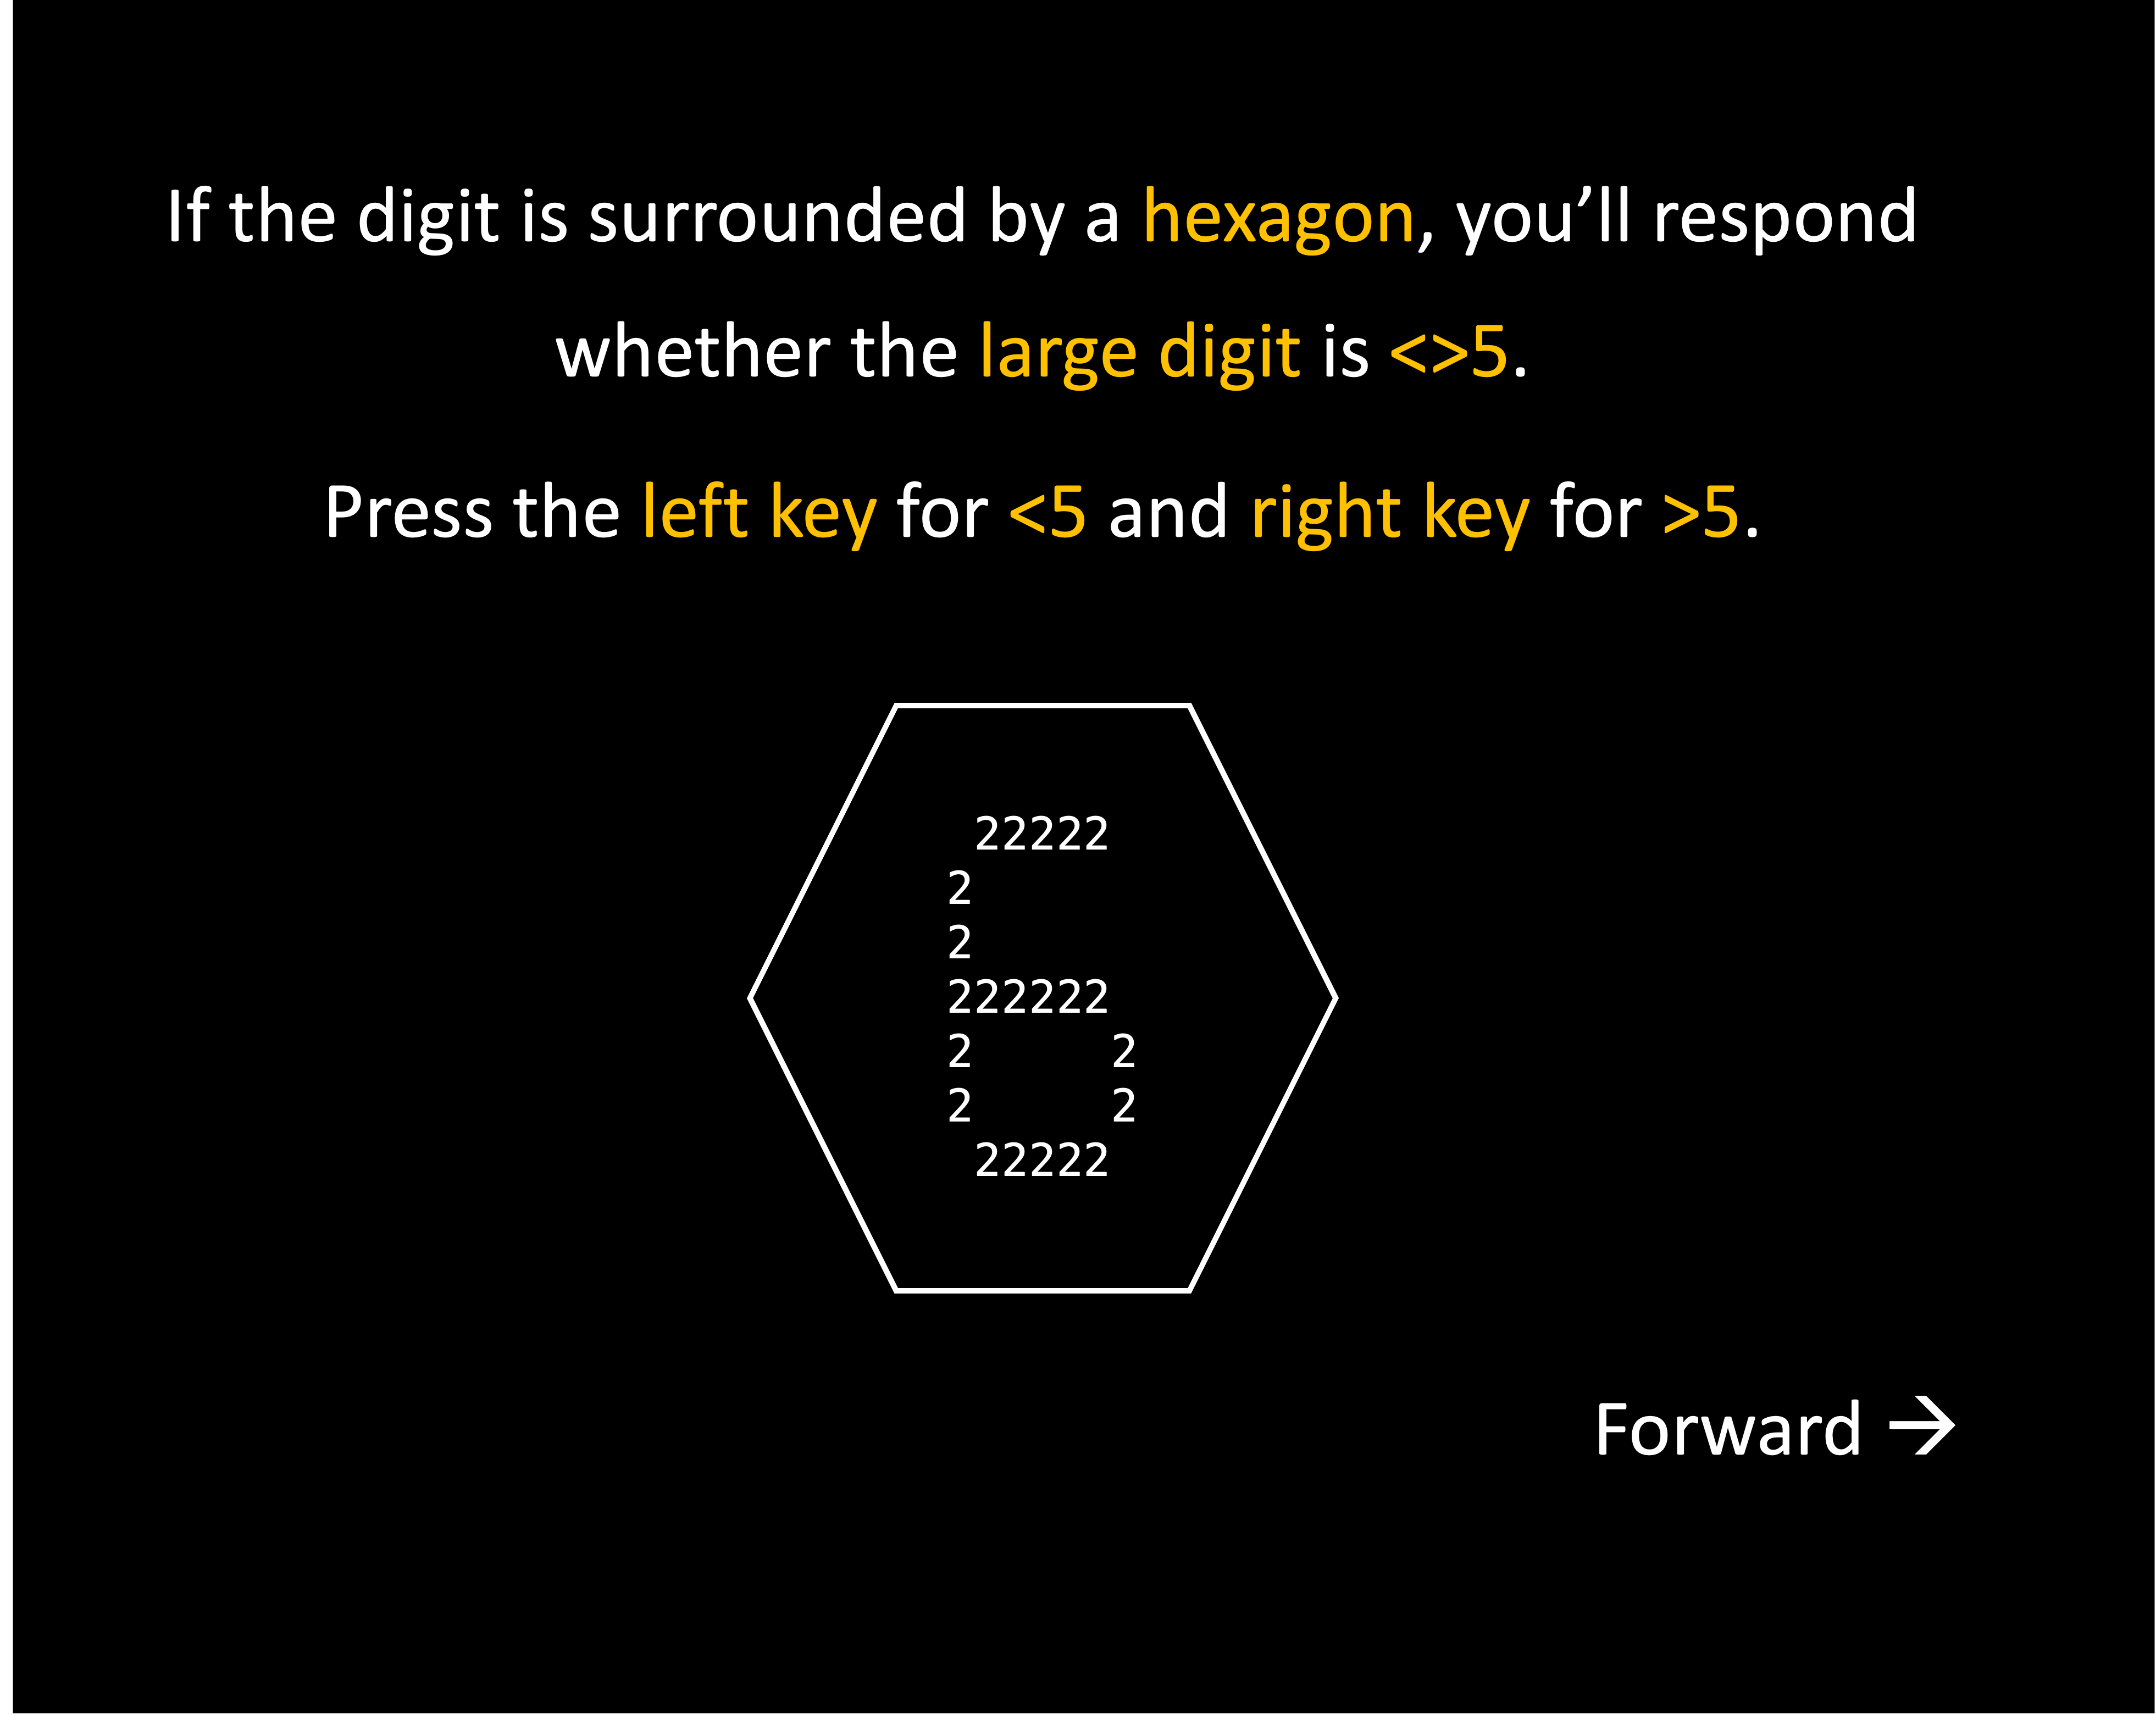 If the digit is surrounded by a hexagon, you’ll respond
whether the large digit is <>5.
Press the left key for <5 and right key for >5.
22222
2
2
222222
2 2
2 2
22222
Forward →